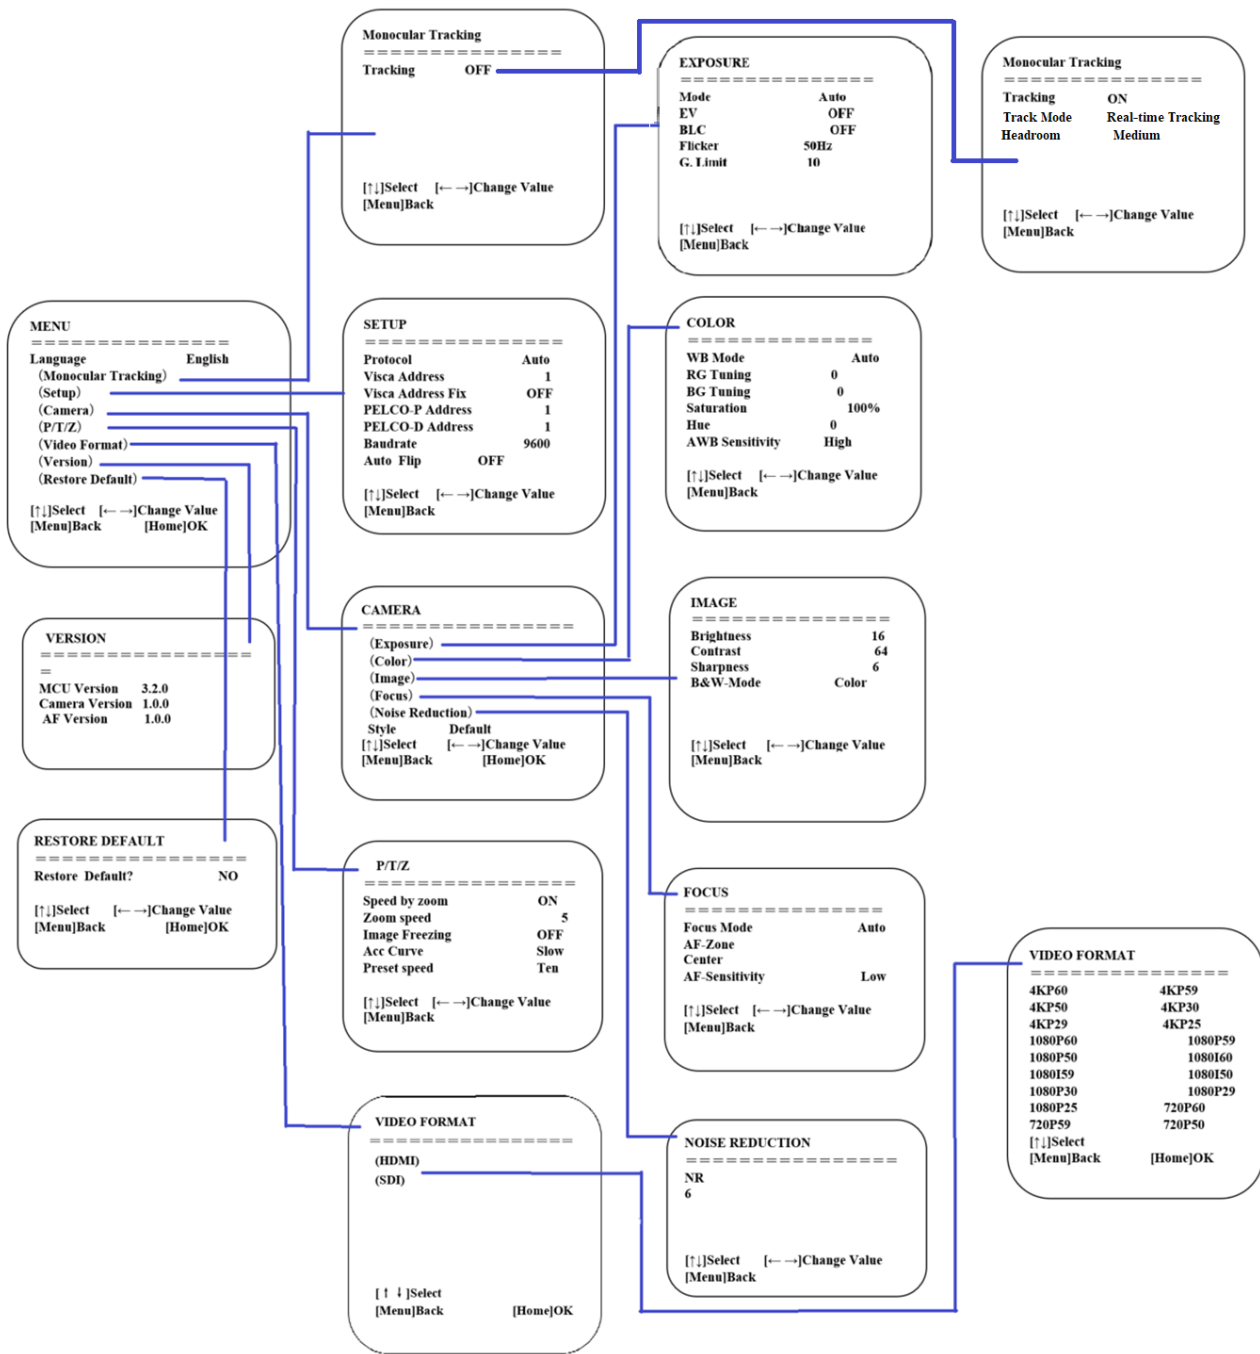 Monocular Tracking
===============
Tracking OFF
[↑↓]Select [←→]Change Value
[Menu]Back
EXPOSURE
===============
Mode Auto
EV OFF
BLC OFF
Flicker 50Hz
G. Limit 10
[↑↓]Select [←→]Change Value
[Menu]Back
Monocular Tracking
===============
Tracking ON
Track Mode Real-time Tracking
Headroom Medium
[↑↓]Select [←→]Change Value
[Menu]Back
MENU
===============
Language English
(Monocular Tracking)
(Setup)
(Camera)
(P/T/Z)
(Video Format)
(Version)
(Restore Default)
[↑↓]Select [←→]Change Value
[Menu]Back [Home]OK
SETUP
===============
Protocol Auto
Visca Address 1
Visca Address Fix OFF
PELCO-P Address 1
PELCO-D Address 1
Baudrate 9600
Auto Flip OFF
[↑↓]Select [←→]Change Value
[Menu]Back
COLOR
==============
WB Mode Auto
RG Tuning 0
BG Tuning 0
Saturation 100%
Hue 0
AWB Sensitivity High
[↑↓]Select [←→]Change Value
[Menu]Back
VERSION
================
=
MCU Version 3.2.0
Camera Version 1.0.0
AF Version 1.0.0
CAMERA
================
(Exposure)
(Color)
(Image)
(Focus)
(Noise Reduction)
Style Default
[↑↓]Select [←→]Change Value
[Menu]Back [Home]OK
IMAGE
===============
Brightness 16
Contrast 64
Sharpness 6
B&W-Mode Color
[↑↓]Select [←→]Change Value
[Menu]Back
RESTORE DEFAULT
================
Restore Default? NO
[↑↓]Select [←→]Change Value
[Menu]Back [Home]OK
P/T/Z
================
Speed by zoom ON
Zoom speed 5
Image Freezing OFF
Acc Curve Slow
Preset speed Ten
[↑↓]Select [←→]Change Value
[Menu]Back
FOCUS
===============
Focus Mode Auto
AF-Zone
Center
AF-Sensitivity Low
[↑↓]Select [←→]Change Value
[Menu]Back
VIDEO FORMAT
===============
4KP60 4KP59
4KP50 4KP30
4KP29 4KP25
1080P60 1080P59
1080P50 1080I60
1080I59 1080I50
1080P30 1080P29
1080P25 720P60
720P59 720P50
[↑↓]Select
[Menu]Back [Home]OK
VIDEO FORMAT
================
(HDMI)
(SDI)
[↑↓]Select
[Menu]Back [Home]OK
NOISE REDUCTION
================
NR
6
[↑↓]Select [←→]Change Value
[Menu]Back